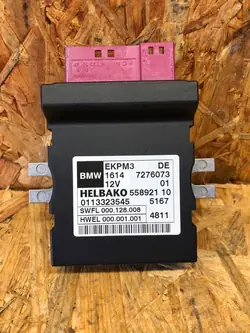 EKPM3 DE
BMW 1614 7276073
12V 01
HELBAKO 558921 10
0113323545 5167
SWFL 000.128.008
HWEL 000.001.001 4811